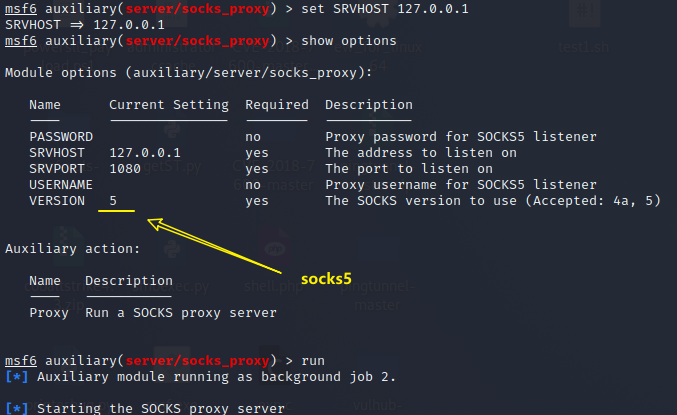 msf6 auxiliary(server/socks_proxy) > set SRVHOST 127.0.0.1
SRVHOST => 127.0.0.1
msf6 auxiliary(server/socks_proxy) > show options
Module options (auxiliary/server/socks_proxy):
Name Current Setting Required Description
PASSWORD no Proxy password for SOCKS5 listener
SRVHOST 127.0.0.1 yes The address to listen on
SRVPORT 1080 yes The port to listen on
USERNAME no Proxy username for SOCKS5 listener
VERSION 5 yes The SOCKS version to use (Accepted: 4a, 5)
Auxiliary action:
socks5
Name Description
Proxy Run a SOCKS proxy server
msf6 auxiliary(server/socks_proxy) > run
[*] Auxiliary module running as background job 2.
[*] Starting the SOCKS proxy server